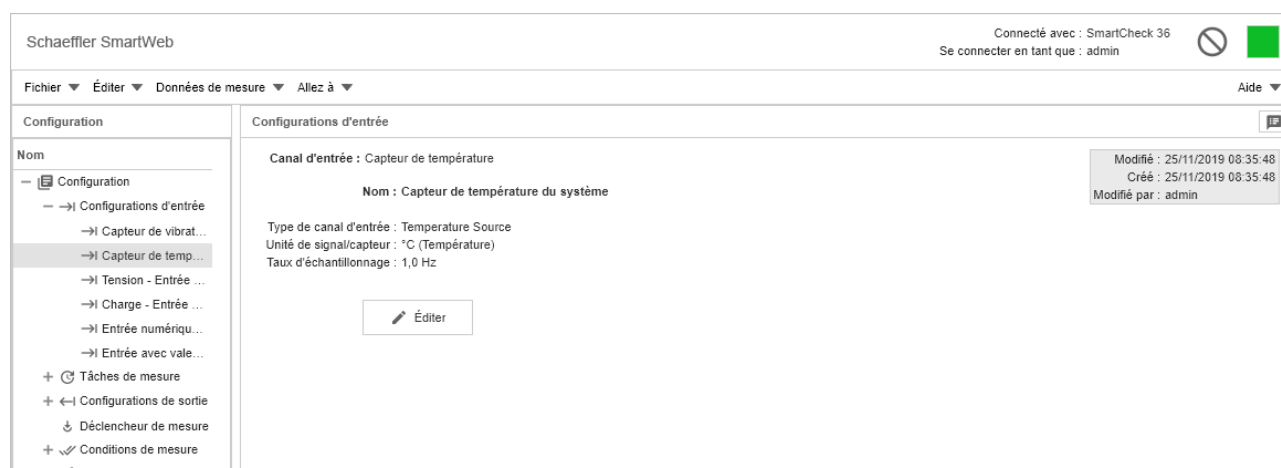 Schaeffler SmartWeb
Connecté avec : SmartCheck 36
Se connecter en tant que : admin
Fichier Éditer Données de mesure Allez à Aide
Configuration
Nom
Configuration
Configurations d'entrée
Capteur de vibrat...
Capteur de temp...
Tension - Entrée ...
Charge - Entrée ...
Entrée numériqu...
Entrée avec vale...
Tâches de mesure
Configurations de sortie
Déclencheur de mesure
Conditions de mesure
Configurations d'entrée
Canal d'entrée : Capteur de température
Nom : Capteur de température du système
Type de canal d'entrée : Temperature Source
Unité de signal/capteur : °C (Température)
Taux d'échantillonnage : 1,0 Hz
Éditer
Modifié : 25/11/2019 08:35:48
Créé : 25/11/2019 08:35:48
Modifié par : admin